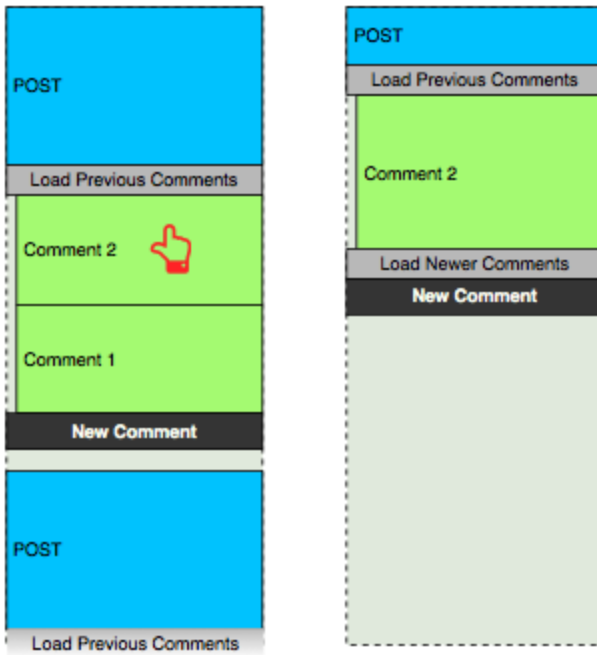 POST
Load Previous Comments
Comment 2
Comment 1
New Comment
POST
Load Previous Comments
POST
Load Previous Comments
Comment 2
Load Newer Comments
New Comment